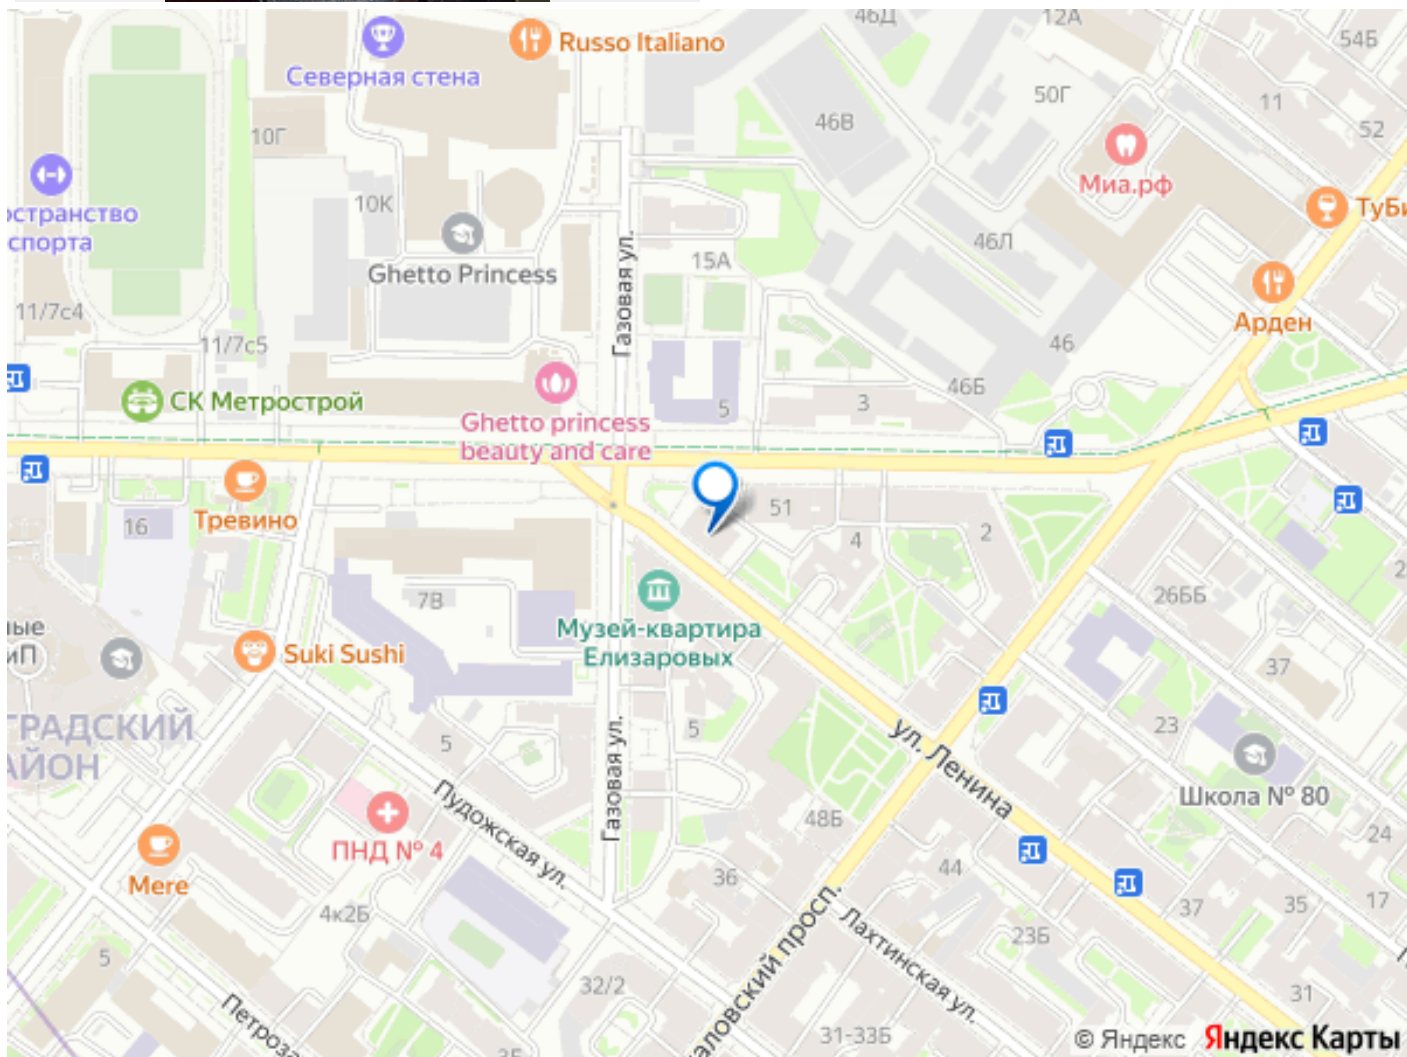 46Д
12А
Russo Italiano
54Б
Северная стена
50Г
11
10Г
46В
52
Миа.рф
10К
46Л
Ghetto Princess
Газовая ул.
15А
11/7с4
Арден
11/7с5
46
46Б
СК Метрострой
5
3
Ghetto princess
beauty and care
Тревино
16
51
4
2
7В
26ББ
Музей-квартира
Елизаровых
Suki Sushi
37
5
5
23
ул. Ленина
Газовая ул.
Школа № 80
Пудожская ул.
48Б
24
ПНД № 4
Mere
36
44
17
4к2Б
37
35
Лахтинская ул.
23Б
5
32/2
31
31-33Б
© Яндекс Яндекс Карты